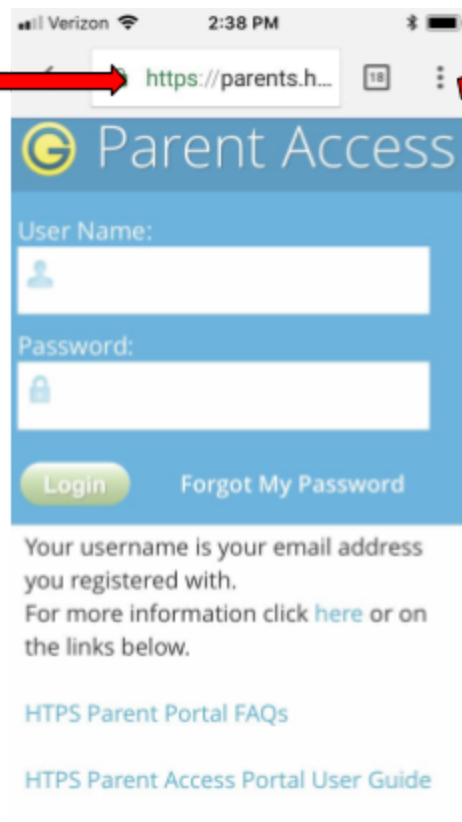 Verizon 2:38 PM
https://parents.h... 18
G Parent Access
User Name:
Password:
Login Forgot My Password
Your username is your email address
you registered with.
For more information click here or on
the links below.
HTPS Parent Portal FAQs
HTPS Parent Access Portal User Guide